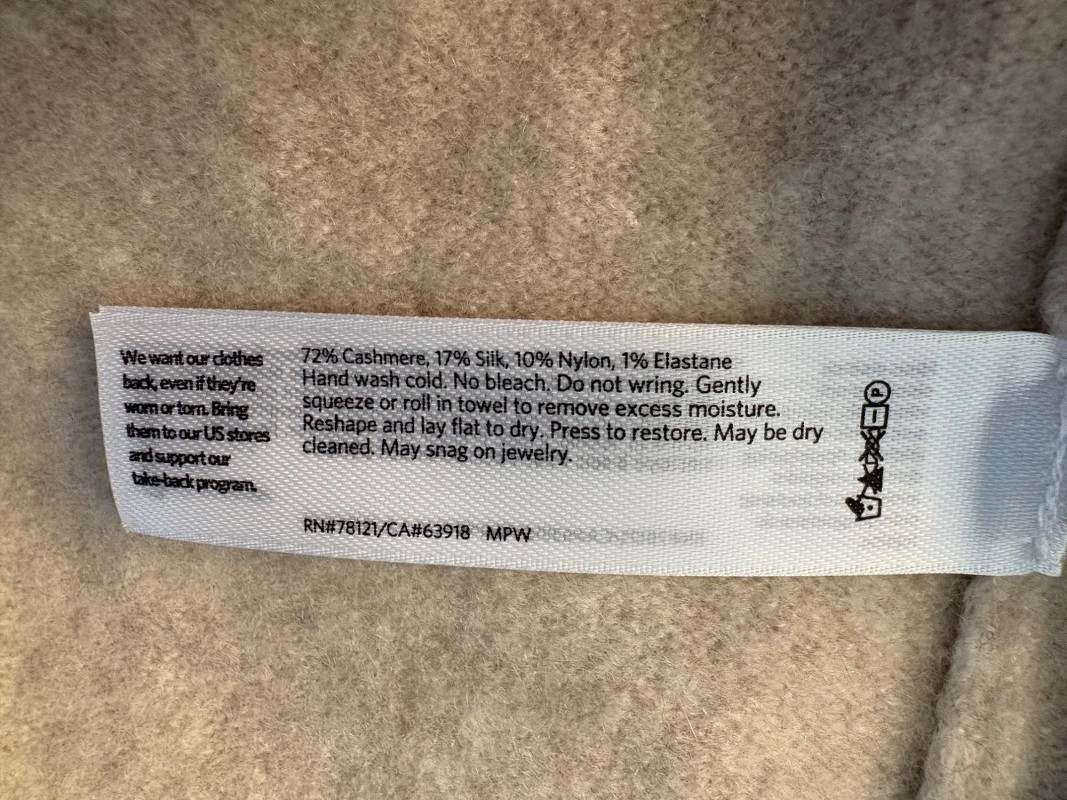 We want our clothes
back, even if they're
worn or torn. Bring
them to our US stores
and support our
take-back program.
72% Cashmere, 17% Silk, 10% Nylon, 1% Elastane
Hand wash cold. No bleach. Do not wring. Gently
squeeze or roll in towel to remove excess moisture.
Reshape and lay flat to dry. Press to restore. May be dry
cleaned. May snag on jewelry.
RN#78121/CA#63918 MPW
P